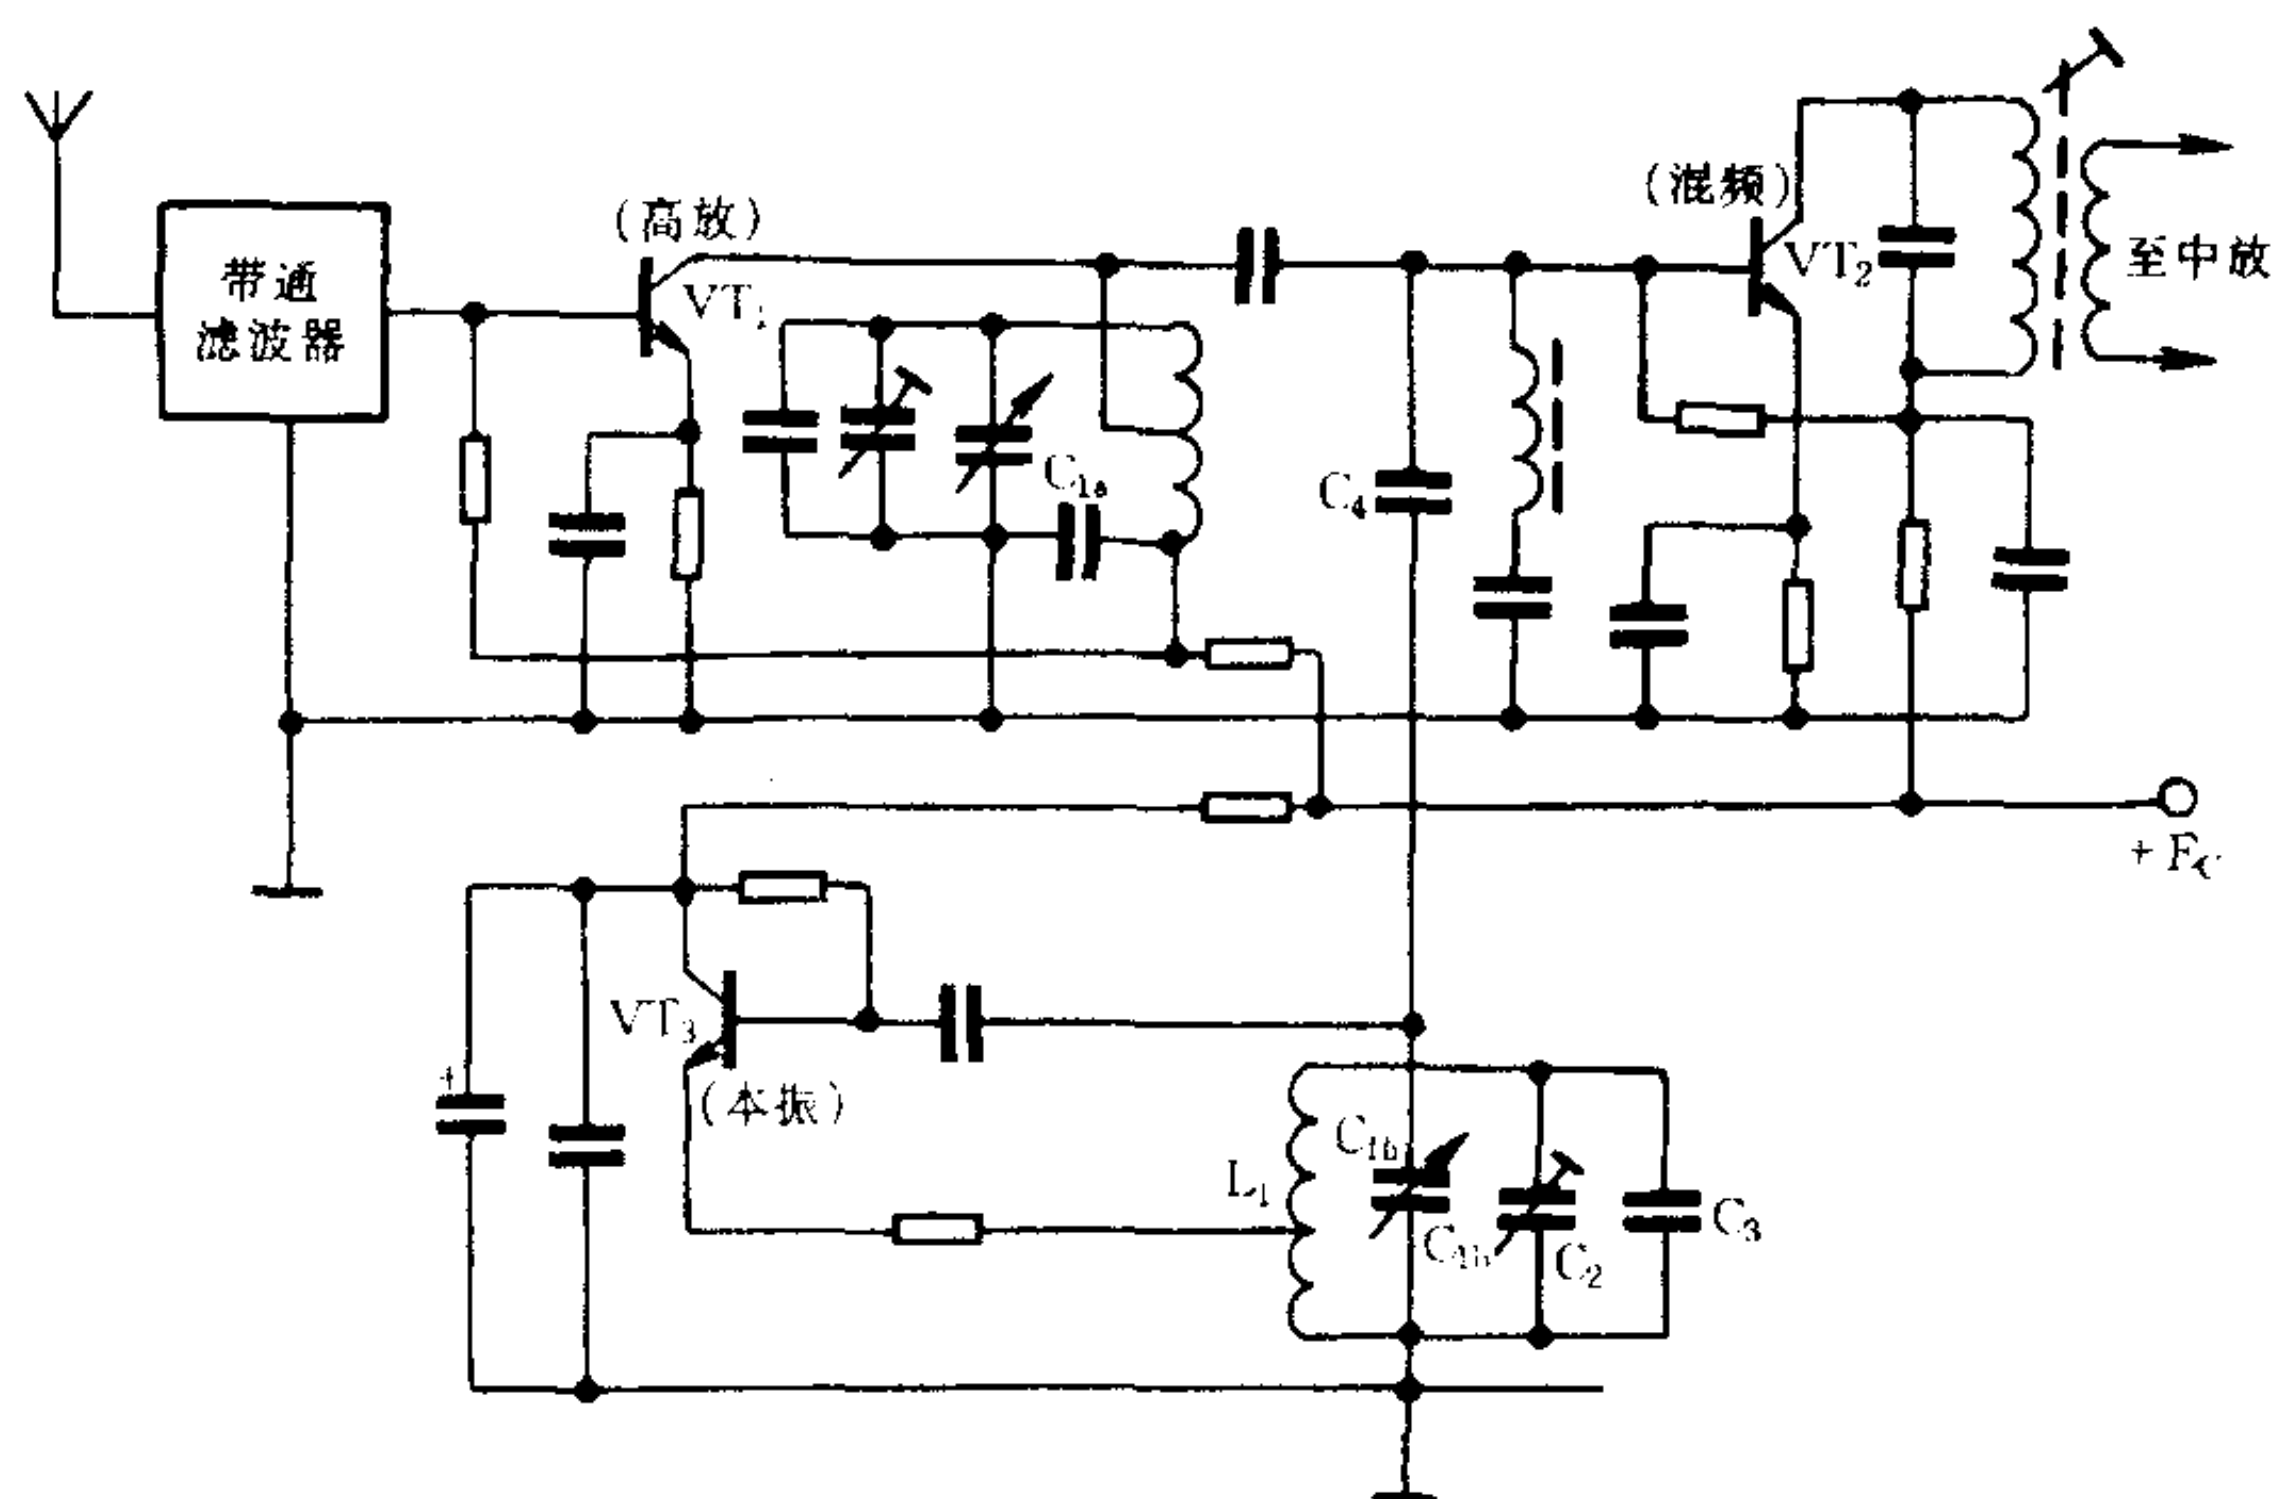 (高放)
(混频)
带通
滤波器
VT₁
VT₂
至中放
C₁ₐ
C₄
VT₃
(本振)
+
C₁b
L₁
C₁b
C₂
C₃